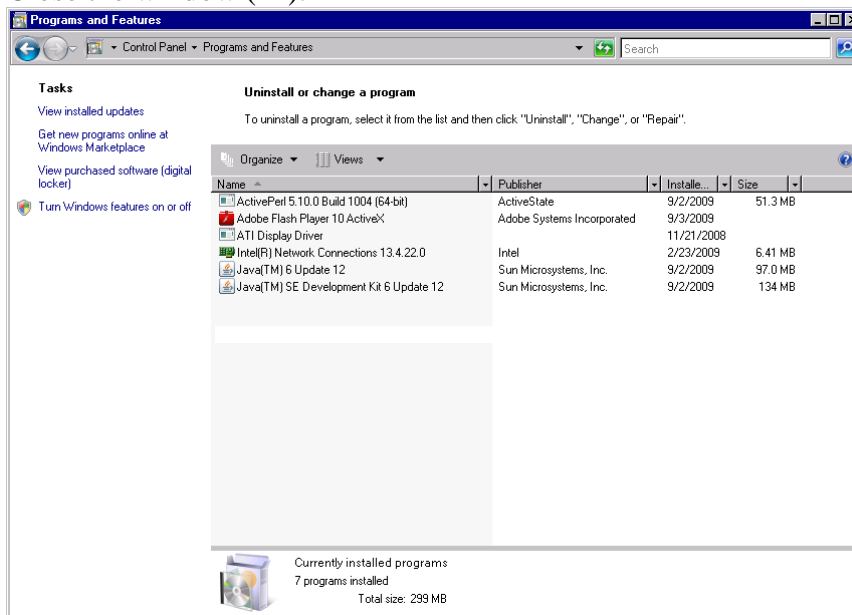 Programs and Features
Control Panel Programs and Features Search
Tasks
View installed updates
Get new programs online at
Windows Marketplace
View purchased software (digital
locker)
Turn Windows features on or off
Uninstall or change a program
To uninstall a program, select it from the list and then click "Uninstall", "Change", or "Repair".
Organize Views
Name Publisher Installe... Size
ActivePerl 5.10.0 Build 1004 (64-bit) ActiveState 9/2/2009 51.3 MB
Adobe Flash Player 10 ActiveX Adobe Systems Incorporated 9/3/2009
ATI Display Driver 11/21/2008
Intel(R) Network Connections 13.4.22.0 Intel 2/23/2009 6.41 MB
Java(TM) 6 Update 12 Sun Microsystems, Inc. 9/2/2009 97.0 MB
Java(TM) SE Development Kit 6 Update 12 Sun Microsystems, Inc. 9/2/2009 134 MB
Currently installed programs
7 programs installed
Total size: 299 MB